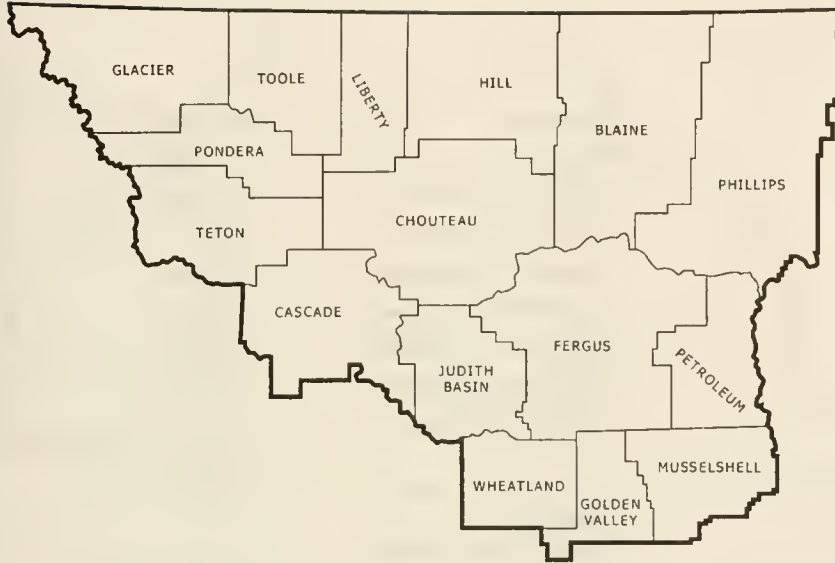 GLACIER
TOOLE
LIBERTY
HILL
BLAINE
PONDERA
PHILLIPS
TETON
CHOUTEAU
CASCADE
FERGUS
JUDITH
BASIN
PETROLEUM
WHEATLAND
GOLDEN
VALLEY
MUSSELSHELL